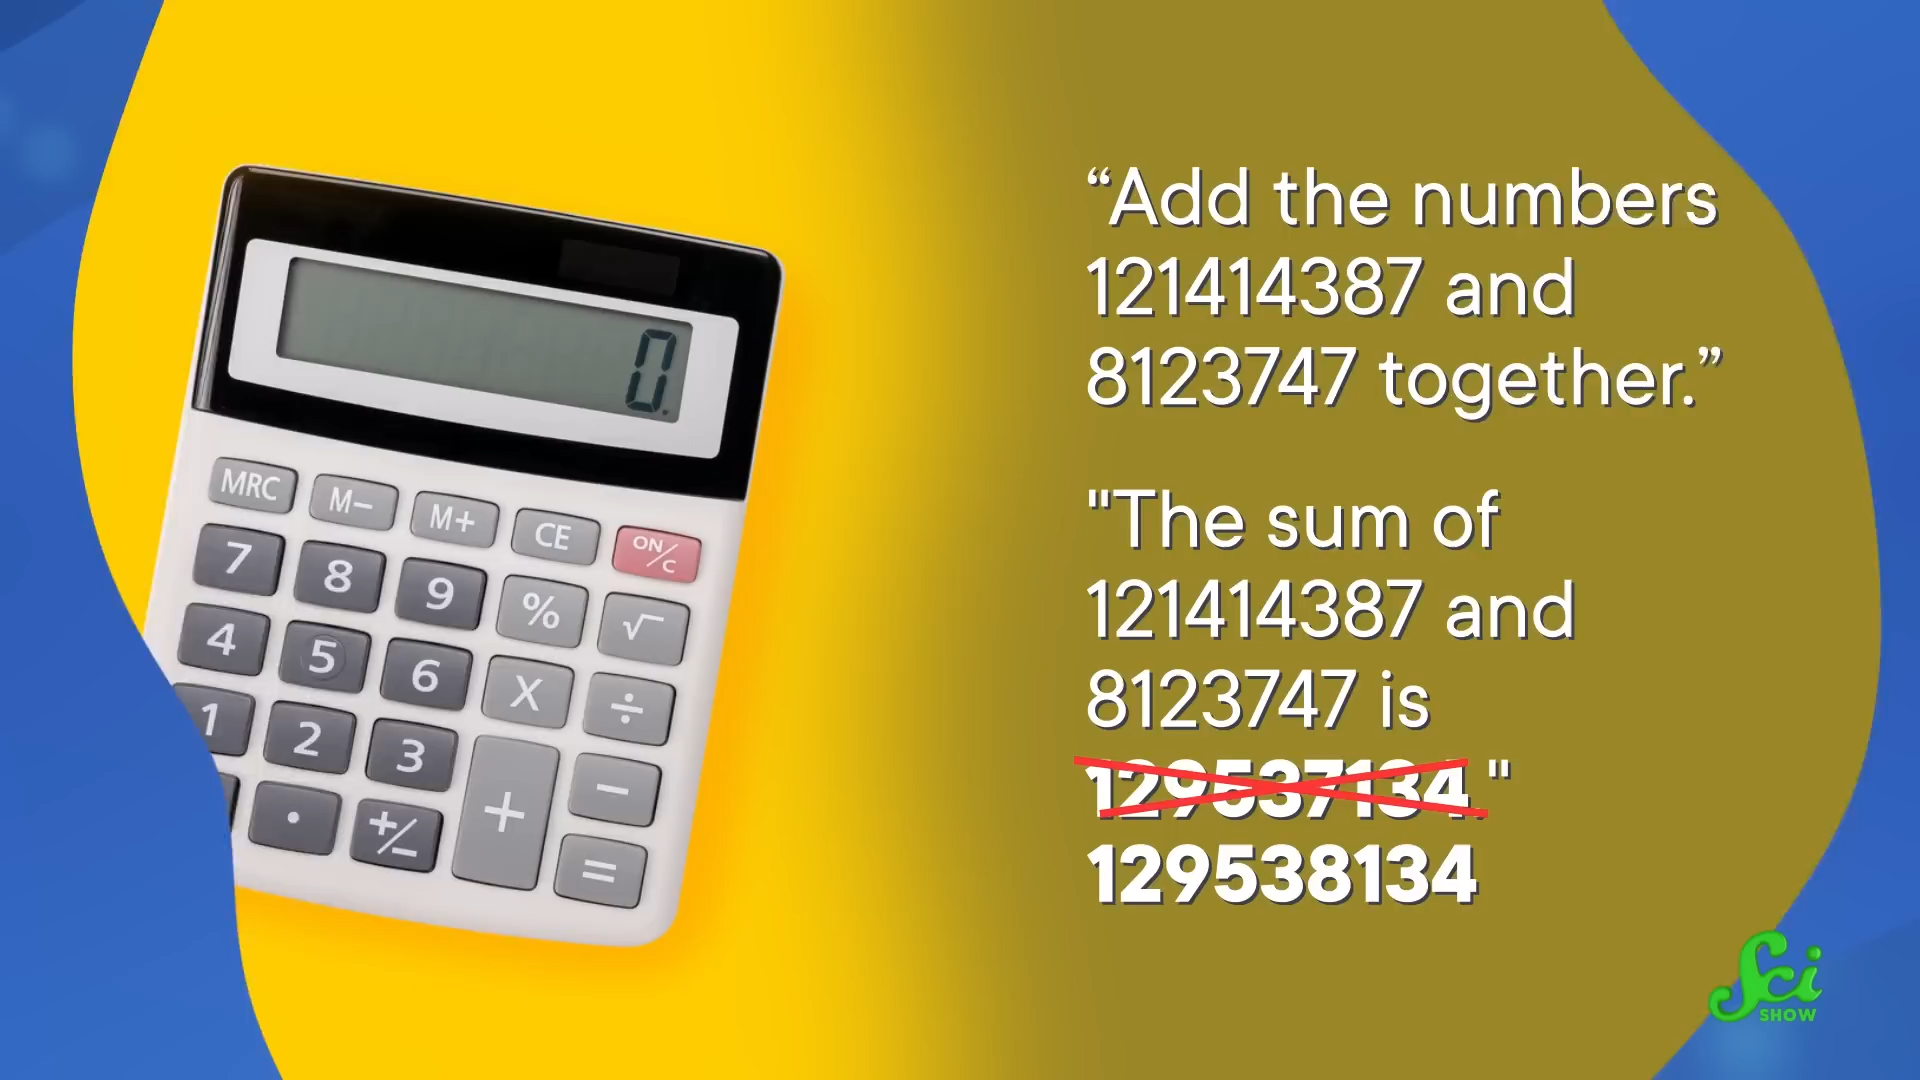 0.
MRC M− M+ CE ON/C
7 8 9 % √
4 5 6 X ÷
1 2 3 + −
. +/− =
“Add the numbers
121414387 and
8123747 together.”
"The sum of
121414387 and
8123747 is
129537134."
129538134
Sci
SHOW